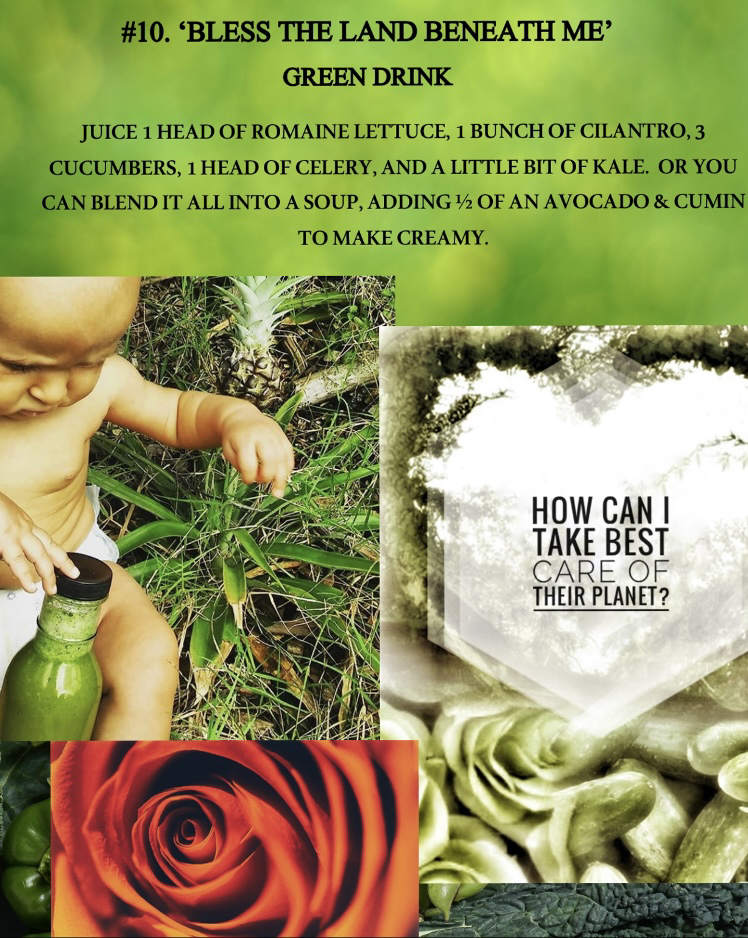 #10. ‘BLESS THE LAND BENEATH ME’
GREEN DRINK
JUICE 1 HEAD OF ROMAINE LETTUCE, 1 BUNCH OF CILANTRO, 3
CUCUMBERS, 1 HEAD OF CELERY, AND A LITTLE BIT OF KALE. OR YOU
CAN BLEND IT ALL INTO A SOUP, ADDING ½ OF AN AVOCADO & CUMIN
TO MAKE CREAMY.
HOW CAN I
TAKE BEST
CARE OF
THEIR PLANET?